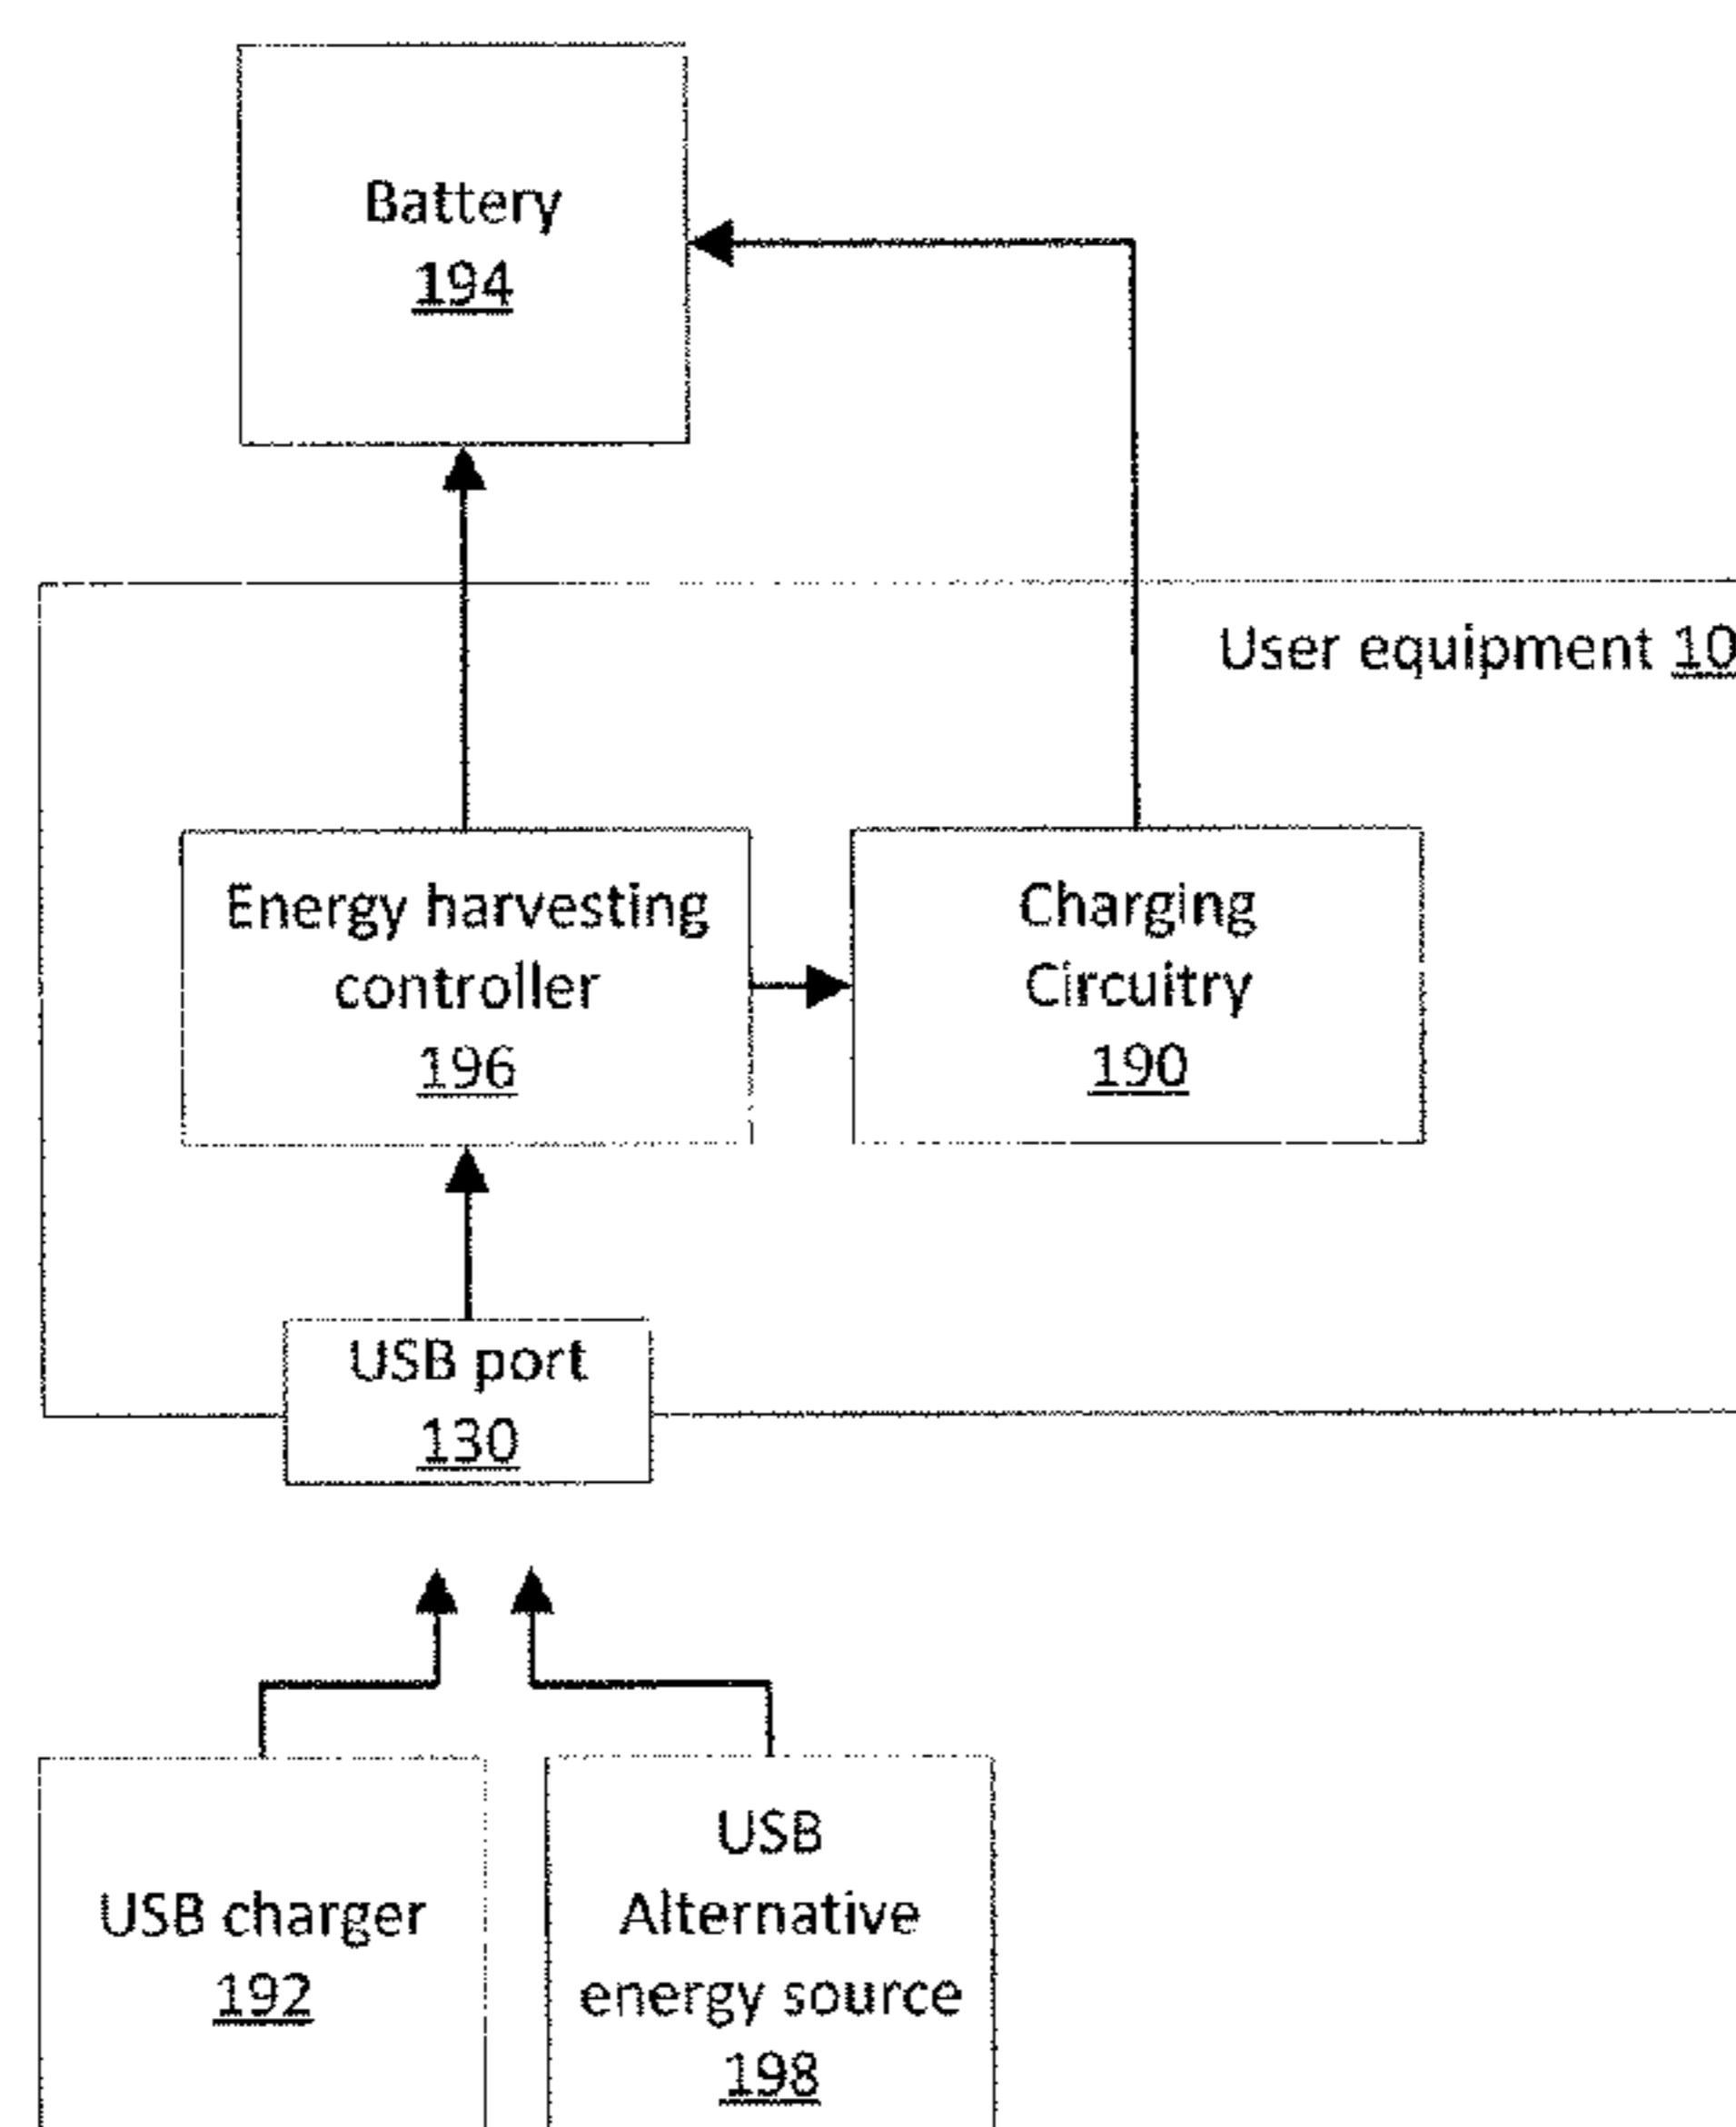 Battery
194
User equipment 10
Energy harvesting
controller
196
Charging
Circuitry
190
USB port
130
USB charger
192
USB
Alternative
energy source
198